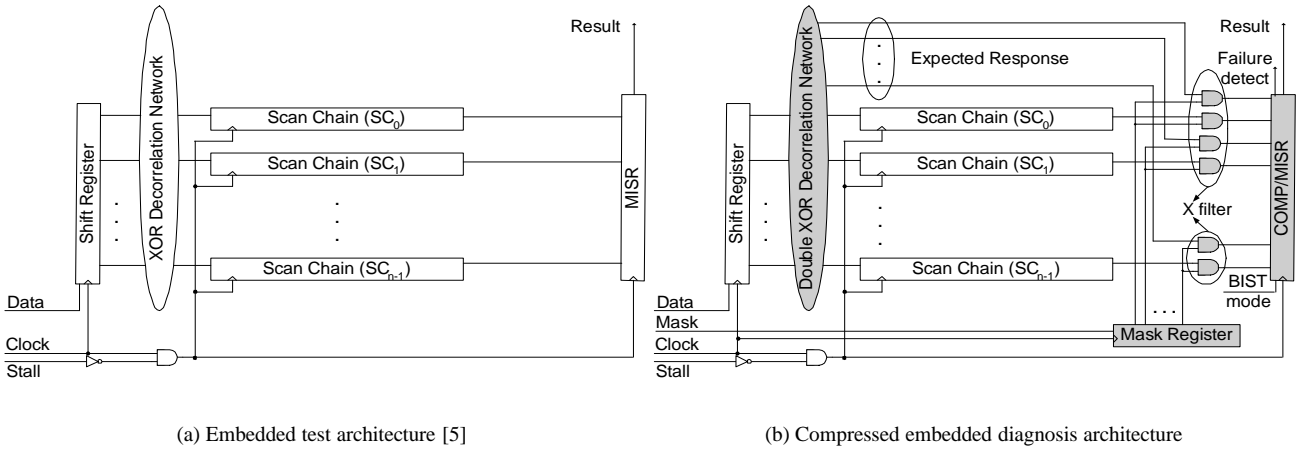 Result
XOR Decorrelation Network
Shift Register
Scan Chain (SC0)
Scan Chain (SC1)
. . .
. . .
Scan Chain (SCn-1)
MISR
Data
Clock
Stall
(a) Embedded test architecture [5]
Result
Double XOR Decorrelation Network
. . . .
Expected Response
Failure
detect
Shift Register
Scan Chain (SC0)
Scan Chain (SC1)
. . .
. . .
Scan Chain (SCn-1)
X filter
COMP/MISR
BIST
mode
. . .
Data
Mask
Mask Register
Clock
Stall
(b) Compressed embedded diagnosis architecture